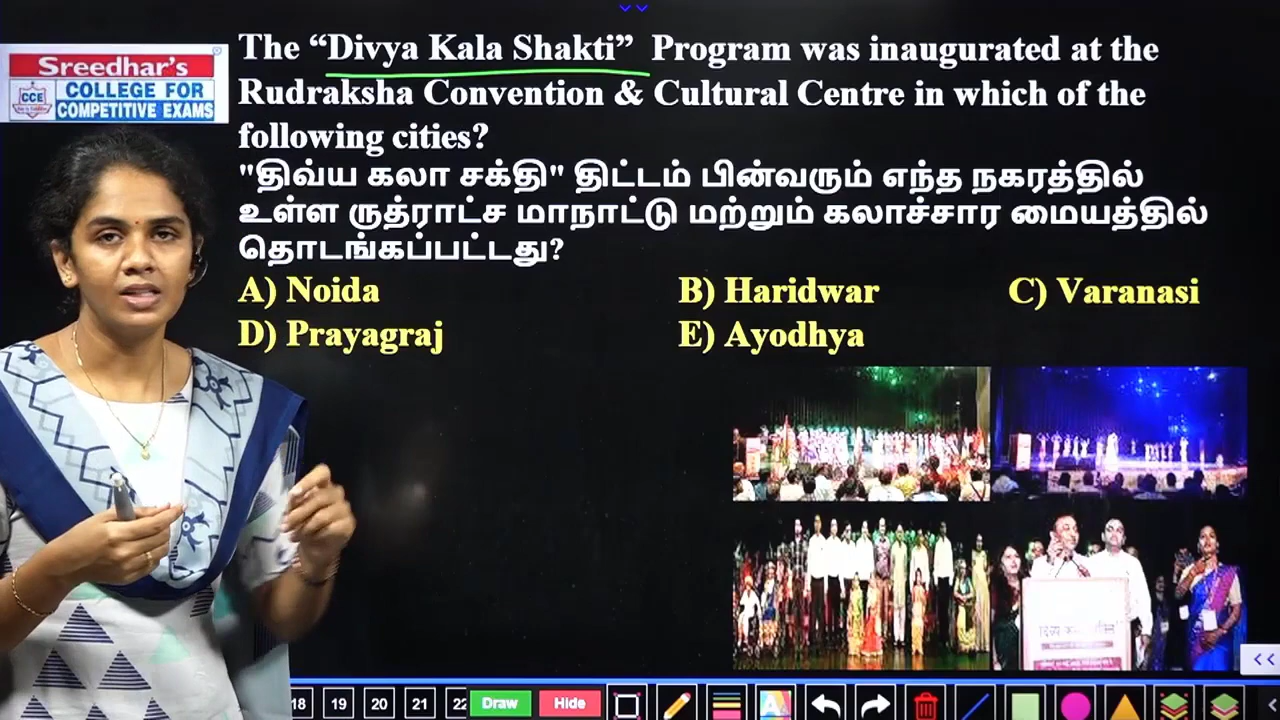 Sreedhar's
CCE
COLLEGE FOR
COMPETITIVE EXAMS
The “Divya Kala Shakti” Program was inaugurated at the
Rudraksha Convention & Cultural Centre in which of the
following cities?
"திவ்ய கலா சக்தி" திட்டம் பின்வரும் எந்த நகரத்தில்
உள்ள ருத்ராட்ச மாநாட்டு மற்றும் கலாச்சார மையத்தில்
தொடங்கப்பட்டது?
A) Noida B) Haridwar C) Varanasi
D) Prayagraj E) Ayodhya
18 19 20 21 22 Draw Hide